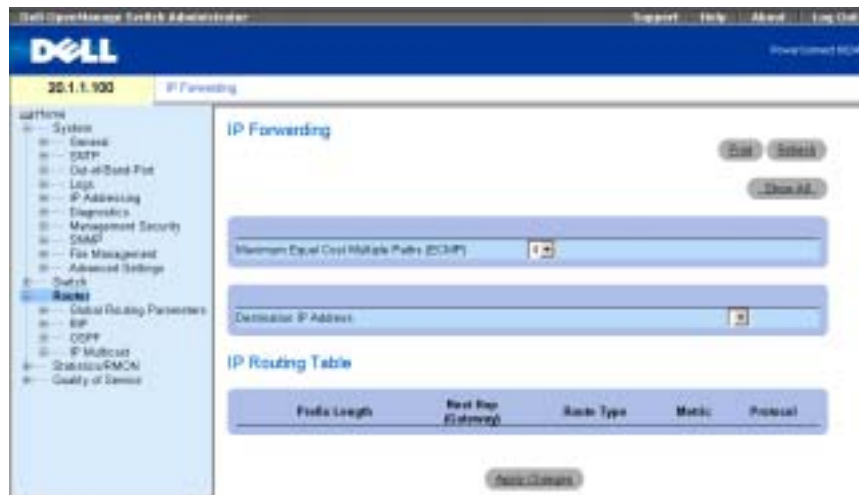 Dell OpenManage Switch Administrator
Support Help About Log Out
DELL
PowerConnect
20.1.1.100
IP Forwarding
Home
System
General
SNTP
Out-of-Band Port
Logs
IP Addressing
Diagnostics
Management Security
SNMP
File Management
Advanced Settings
Switch
Router
Global Routing Parameters
RIP
OSPF
IP Multicast
Statistics/RMON
Quality of Service
IP Forwarding
Print Refresh
Show All
Maximum Equal Cost Multiple Paths (ECMP)
Destination IP Address
IP Routing Table
Prefix Length Next Hop (Gateway) Route Type Metric Protocol
Apply Changes